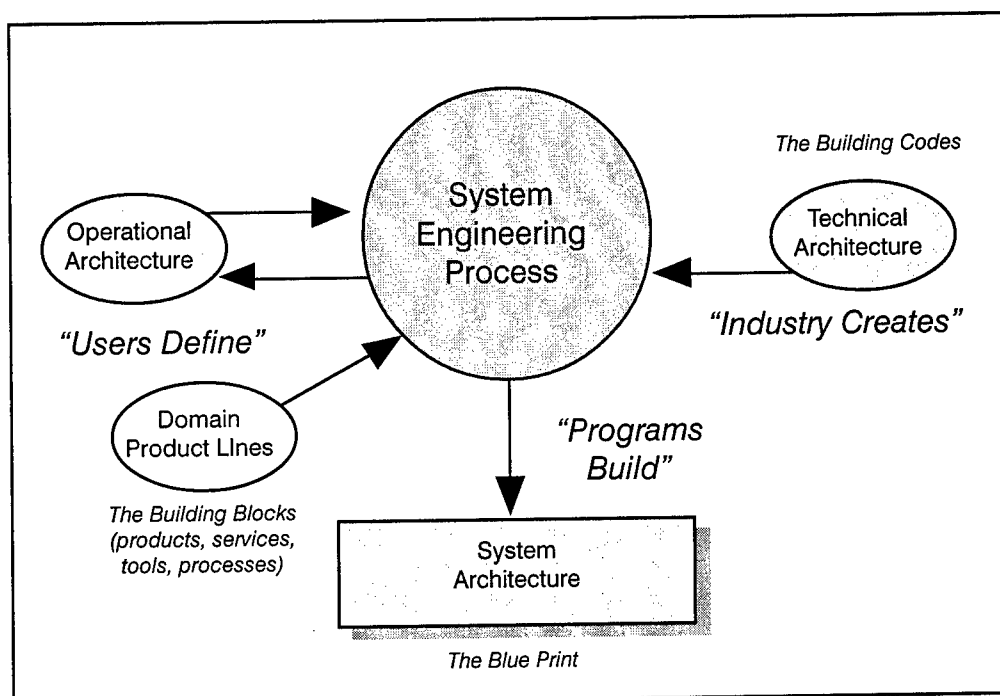 The Building Codes
System
Engineering
Process
Operational
Architecture
Technical
Architecture
“Users Define”
“Industry Creates”
Domain
Product LInes
“Programs
Build”
The Building Blocks
(products, services,
tools, processes)
System
Architecture
The Blue Print